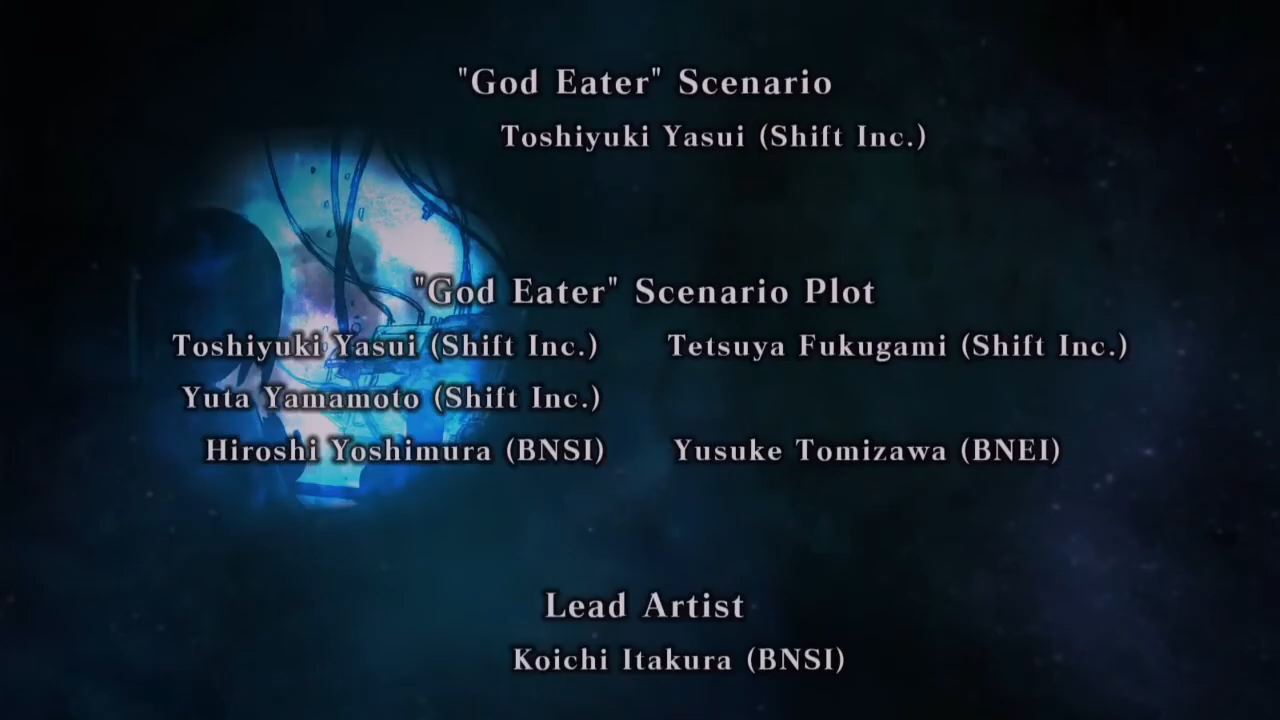 "God Eater" Scenario
Toshiyuki Yasui (Shift Inc.)
"God Eater" Scenario Plot
Toshiyuki Yasui (Shift Inc.) Tetsuya Fukugami (Shift Inc.)
Yuta Yamamoto (Shift Inc.)
Hiroshi Yoshimura (BNSI) Yusuke Tomizawa (BNEI)
Lead Artist
Koichi Itakura (BNSI)